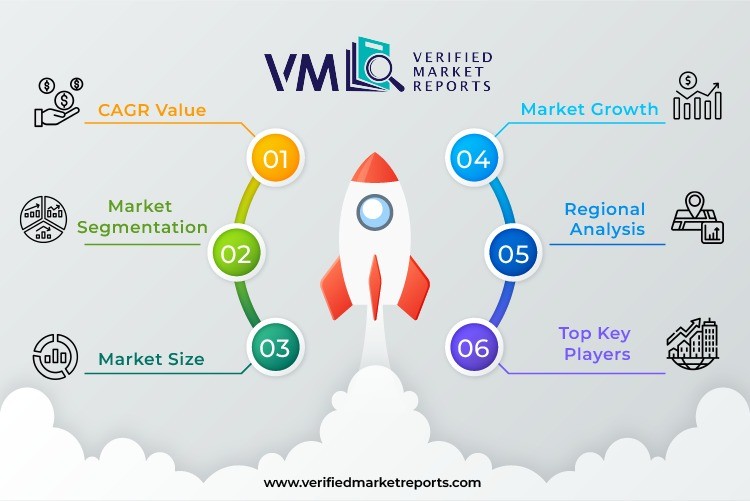 VM
VERIFIED
MARKET
REPORTS
CAGR Value
01
Market
Segmentation
02
Market Size
03
Market Growth
04
Regional
Analysis
05
Top Key
Players
06
www.verifiedmarketreports.com